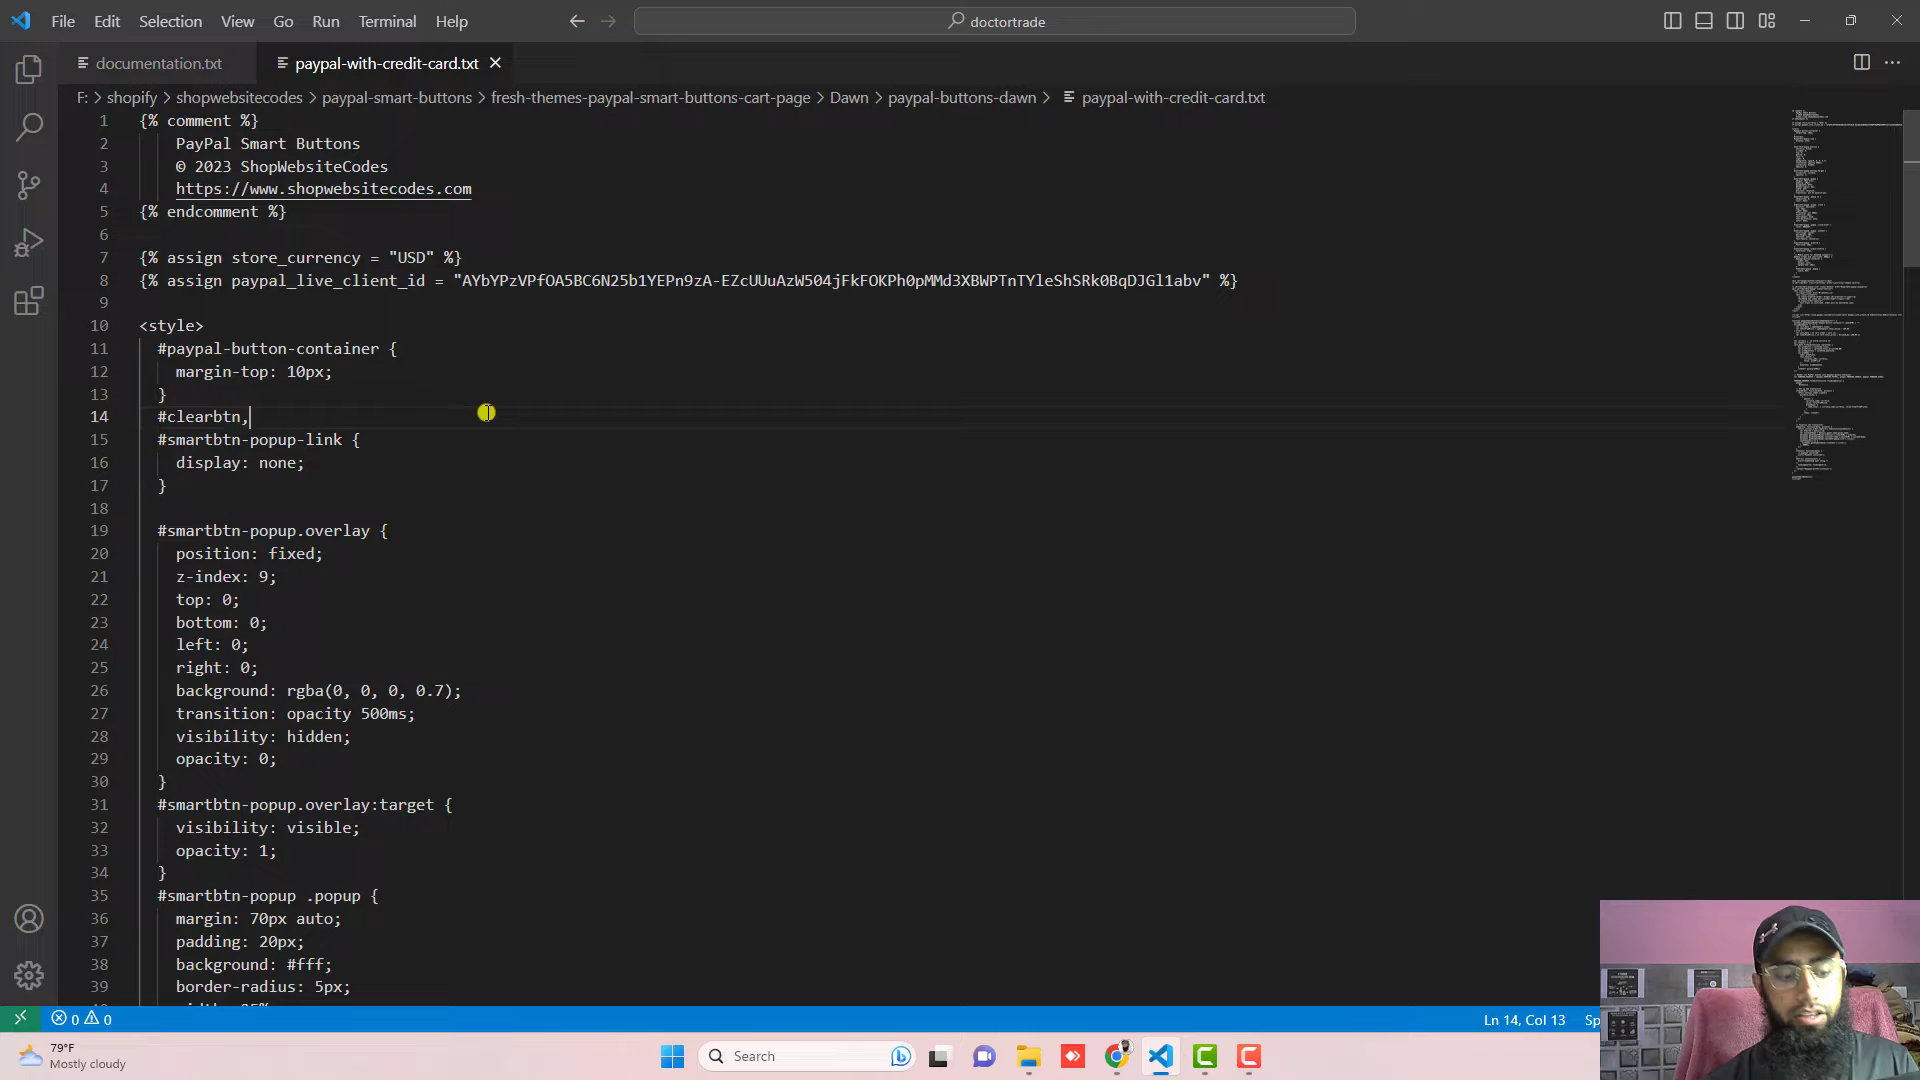 File Edit Selection View Go Run Terminal Help
doctortrade
documentation.txt
paypal-with-credit-card.txt
F: > shopify > shopwebsitecodes > paypal-smart-buttons > fresh-themes-paypal-smart-buttons-cart-page > Dawn > paypal-buttons-dawn > paypal-with-credit-card.txt
1 {% comment %}
2 PayPal Smart Buttons
3 © 2023 ShopWebsiteCodes
4 https://www.shopwebsitecodes.com
5 {% endcomment %}
6
7 {% assign store_currency = "USD" %}
8 {% assign paypal_live_client_id = "AYbYPzVPfOA5BC6N25b1YEPn9zA-EZcUUuAzW504jFkFOKPh0pMMd3XBWPTnTYleShSRk0BqDJGl1abv" %}
9
10 <style>
11 #paypal-button-container {
12 margin-top: 10px;
13 }
14 #clearbtn,
15 #smartbtn-popup-link {
16 display: none;
17 }
18
19 #smartbtn-popup.overlay {
20 position: fixed;
21 z-index: 9;
22 top: 0;
23 bottom: 0;
24 left: 0;
25 right: 0;
26 background: rgba(0, 0, 0, 0.7);
27 transition: opacity 500ms;
28 visibility: hidden;
29 opacity: 0;
30 }
31 #smartbtn-popup.overlay:target {
32 visibility: visible;
33 opacity: 1;
34 }
35 #smartbtn-popup .popup {
36 margin: 70px auto;
37 padding: 20px;
38 background: #fff;
39 border-radius: 5px;
0 0
Ln 14, Col 13
79°F
Mostly cloudy
Search